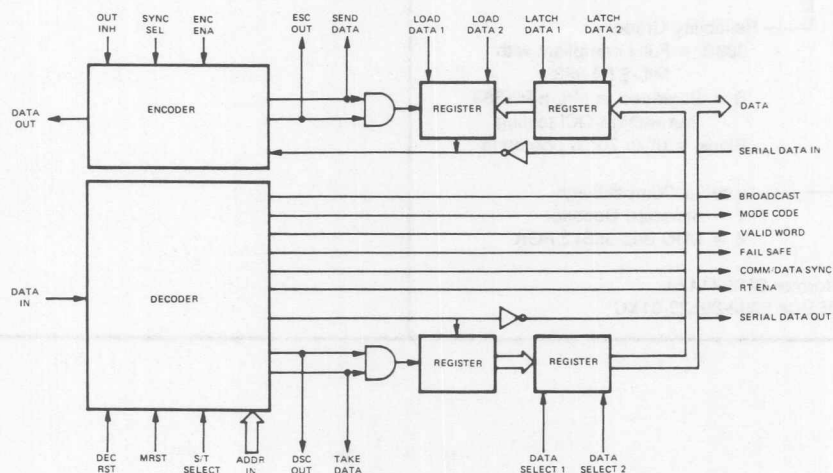 OUT INH
SYNC SEL
ENC ENA
ESC OUT
SEND DATA
LOAD DATA 1
LOAD DATA 2
LATCH DATA 1
LATCH DATA 2
DATA OUT
ENCODER
REGISTER
REGISTER
DATA
SERIAL DATA IN
BROADCAST
MODE CODE
VALID WORD
FAIL SAFE
COMM/DATA SYNC
RT ENA
SERIAL DATA OUT
DATA IN
DECODER
REGISTER
REGISTER
DEC RST
MRST
S/T SELECT
ADDR IN
DSC OUT
TAKE DATA
DATA SELECT 1
DATA SELECT 2